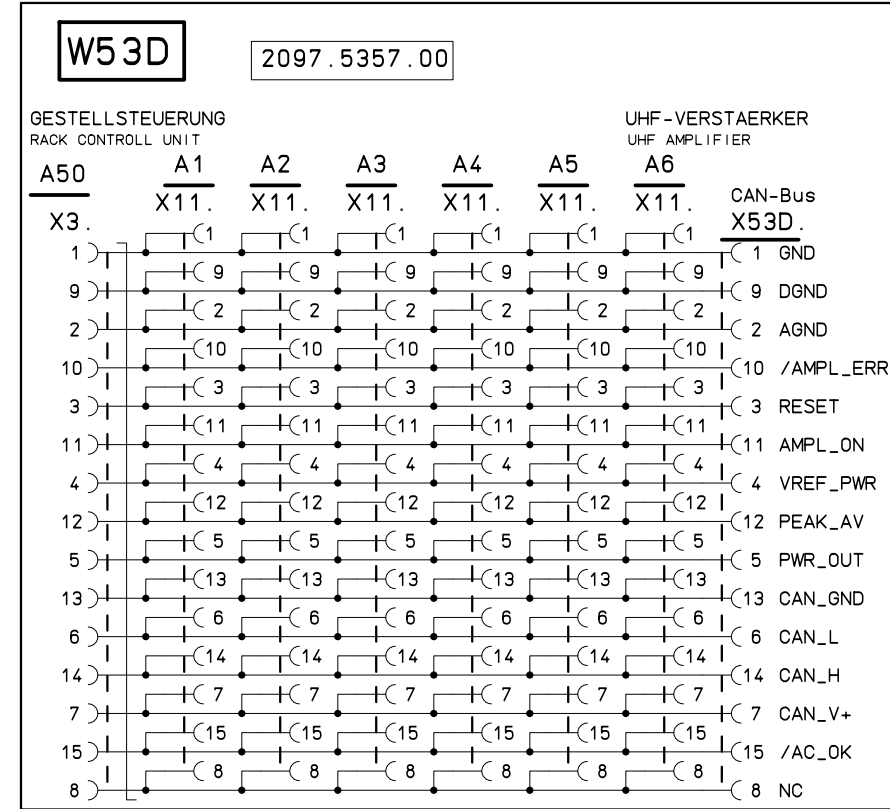 W53D 2097.5357.00
GESTELLSTEUERUNG UHF-VERSTAERKER
RACK CONTROLL UNIT UHF AMPLIFIER
A50 A1 A2 A3 A4 A5 A6
X3. X11. X11. X11. X11. X11. X11. CAN-Bus
X53D.
1 1 1 1 1 1
1 1 GND
9 9 9 9 9 9
9 9 DGND
2 2 2 2 2 2
2 2 AGND
10 10 10 10 10 10
10 10 /AMPL_ERR
3 3 3 3 3 3
3 3 RESET
11 11 11 11 11 11
11 11 AMPL_ON
4 4 4 4 4 4
4 4 VREF_PWR
12 12 12 12 12 12
12 12 PEAK_AV
5 5 5 5 5 5
5 5 PWR_OUT
13 13 13 13 13 13
13 13 CAN_GND
6 6 6 6 6 6
6 6 CAN_L
14 14 14 14 14 14
14 14 CAN_H
7 7 7 7 7 7
7 7 CAN_V+
15 15 15 15 15 15
15 15 /AC_OK
8 8 8 8 8 8
8 8 NC